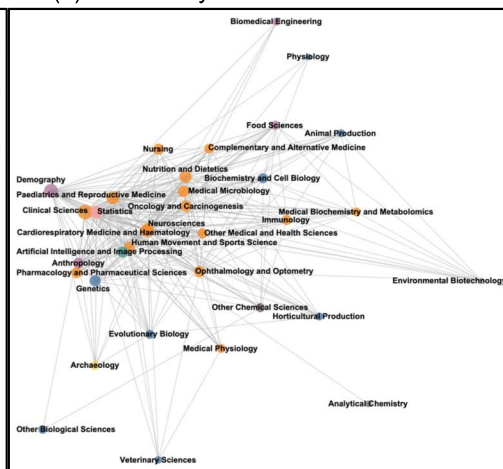 Biomedical Engineering
Physiology
Food Sciences
Animal Production
Nursing
Complementary and Alternative Medicine
Nutrition and Dietetics
Biochemistry and Cell Biology
Demography
Medical Microbiology
Paediatrics and Reproductive Medicine
Oncology and Carcinogenesis
Clinical Sciences
Statistics
Medical Biochemistry and Metabolomics
Immunology
Neurosciences
Cardiorespiratory Medicine and Haematology
Other Medical and Health Sciences
Human Movement and Sports Science
Artificial Intelligence and Image Processing
Anthropology
Pharmacology and Pharmaceutical Sciences
Ophthalmology and Optometry
Environmental Biotechnology
Genetics
Other Chemical Sciences
Horticultural Production
Evolutionary Biology
Medical Physiology
Archaeology
Analytical Chemistry
Other Biological Sciences
Veterinary Sciences